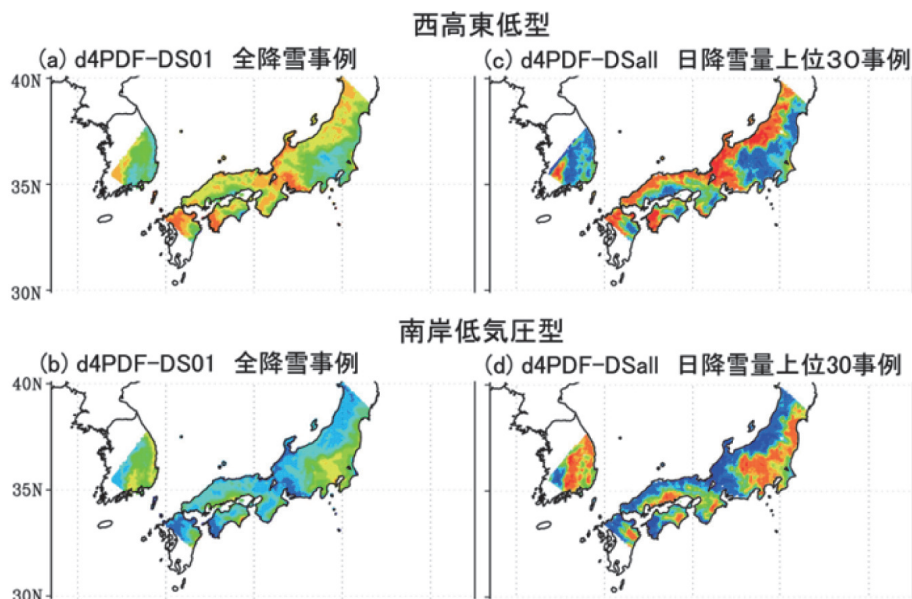 西高東低型
(a) d4PDF-DS01 全降雪事例
(c) d4PDF-DSall 日降雪量上位30事例
40N
35N
30N
南岸低気圧型
(b) d4PDF-DS01 全降雪事例
(d) d4PDF-DSall 日降雪量上位30事例
40N
35N
30N